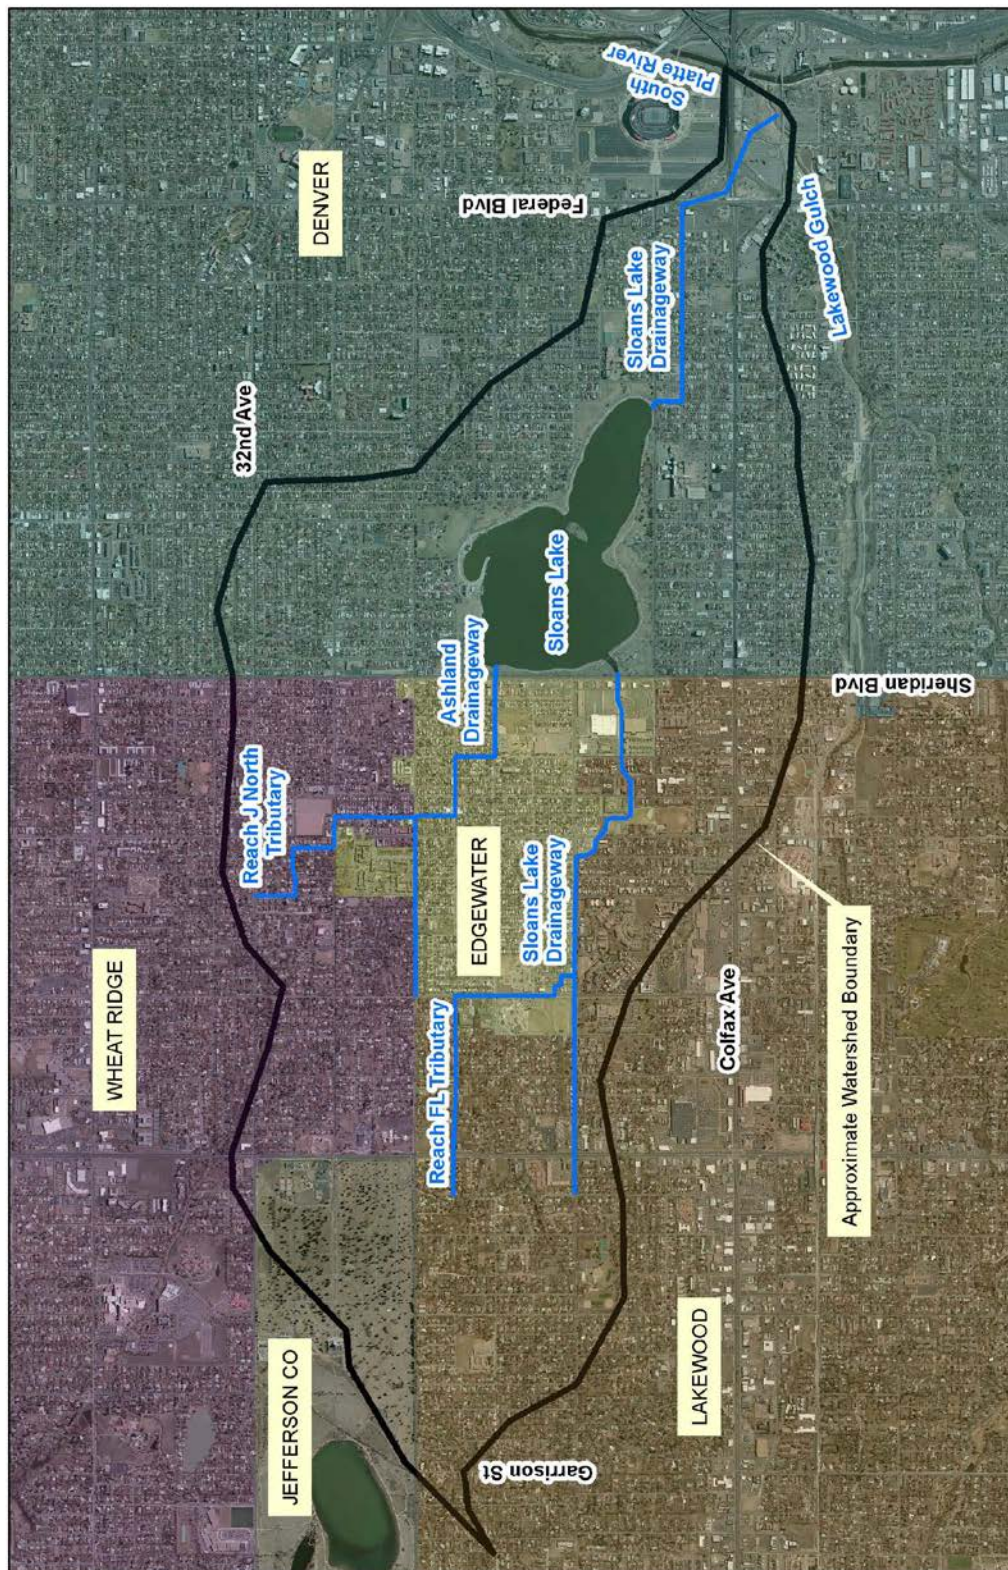 WHEAT RIDGE
DENVER
32nd Ave
JEFFERSON CO
Reach J North
Tributary
Federal Blvd
South
Platte River
Ashland
Drainageway
Reach FL Tributary
EDGEWATER
Sloans Lake
Drainageway
Sloans Lake
Sloans Lake
Drainageway
Garrison St
LAKEWOOD
Colfax Ave
Lakewood Gulch
Sheridan Blvd
Approximate Watershed Boundary